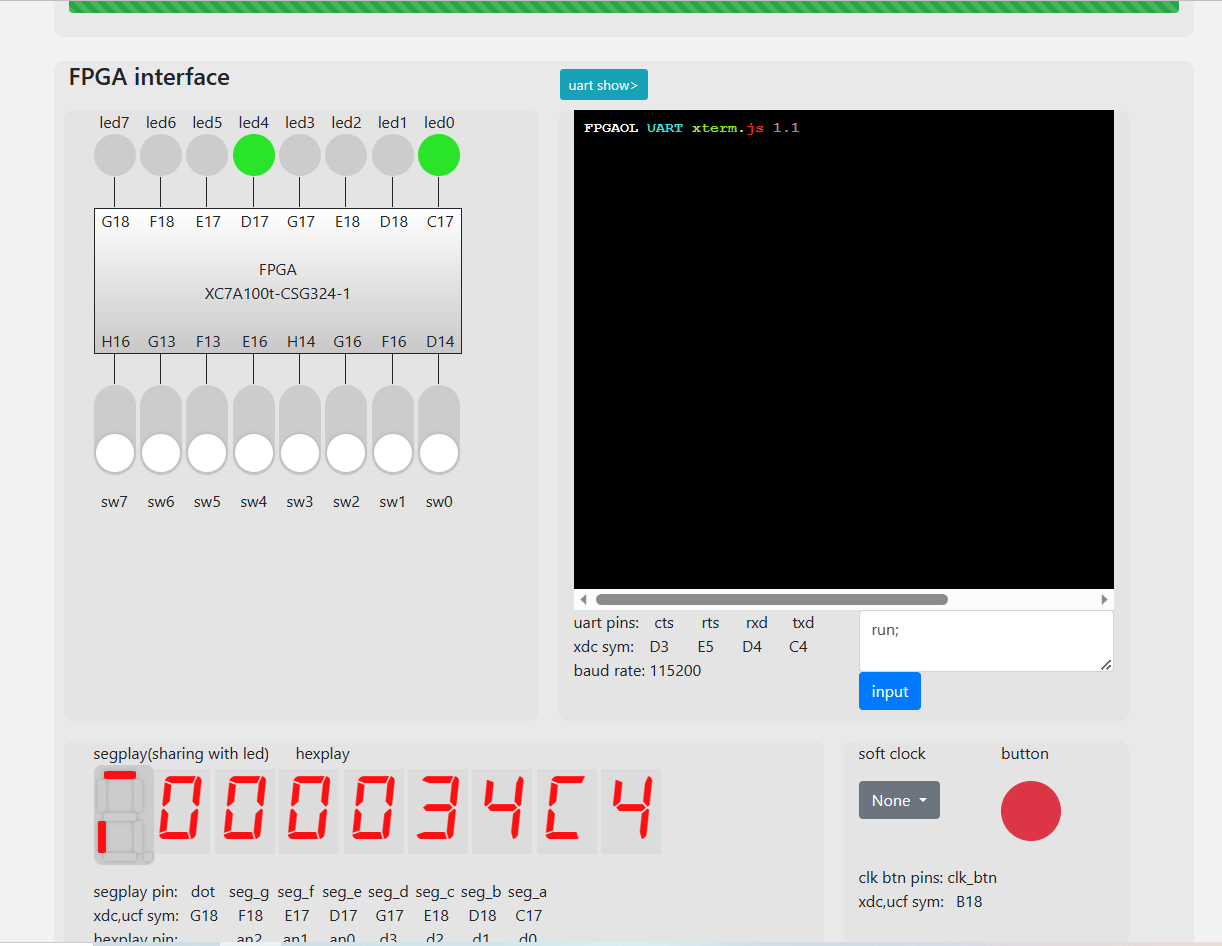 FPGA interface
uart show>
led7 led6 led5 led4 led3 led2 led1 led0
G18 F18 E17 D17 G17 E18 D18 C17
FPGA
XC7A100t-CSG324-1
H16 G13 F13 E16 H14 G16 F16 D14
sw7 sw6 sw5 sw4 sw3 sw2 sw1 sw0
FPGAOL UART xterm.js 1.1
uart pins: cts rts rxd txd
xdc sym: D3 E5 D4 C4
baud rate: 115200
run;
input
segplay(sharing with led) hexplay
000034C4
segplay pin: dot seg_g seg_f seg_e seg_d seg_c seg_b seg_a
xdc,ucf sym: G18 F18 E17 D17 G17 E18 D18 C17
hexplay pin: an2 an1 an0 d3 d2 d1 d0
soft clock button
None
clk btn pins: clk_btn
xdc,ucf sym: B18